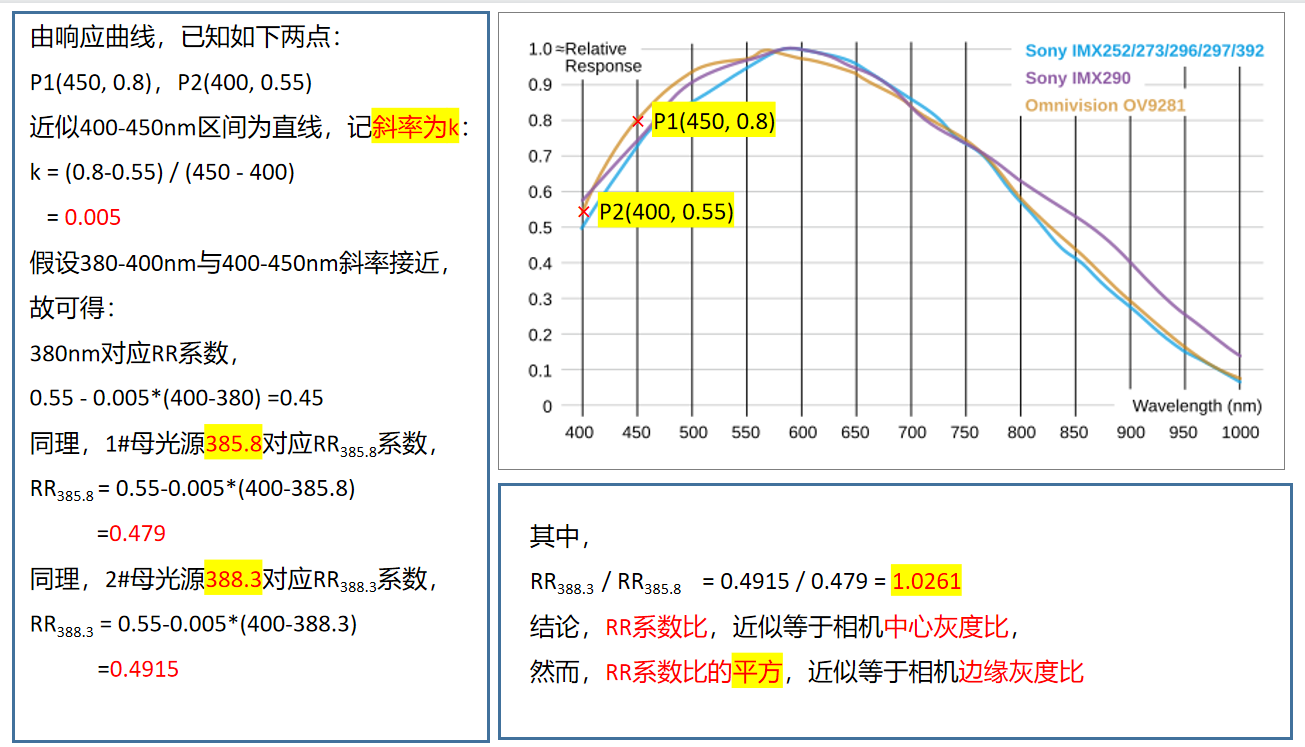 由响应曲线，已知如下两点：
P1(450, 0.8)，P2(400, 0.55)
近似400-450nm区间为直线，记斜率为k：
k = (0.8-0.55) / (450 - 400)
= 0.005
假设380-400nm与400-450nm斜率接近，
故可得：
380nm对应RR系数，
0.55 - 0.005*(400-380) =0.45
同理，1#母光源385.8对应RR385.8系数，
RR385.8 = 0.55-0.005*(400-385.8)
=0.479
同理，2#母光源388.3对应RR388.3系数，
RR388.3 = 0.55-0.005*(400-388.3)
=0.4915
1.0 ≈Relative
Response
Sony IMX252/273/296/297/392
Sony IMX290
Omnivision OV9281
0.9
0.8
P1(450, 0.8)
0.7
0.6
P2(400, 0.55)
0.5
0.4
0.3
0.2
0.1
0
Wavelength (nm)
400 450 500 550 600 650 700 750 800 850 900 950 1000
其中，
RR388.3 / RR385.8 = 0.4915 / 0.479 = 1.0261
结论，RR系数比，近似等于相机中心灰度比，
然而，RR系数比的平方，近似等于相机边缘灰度比